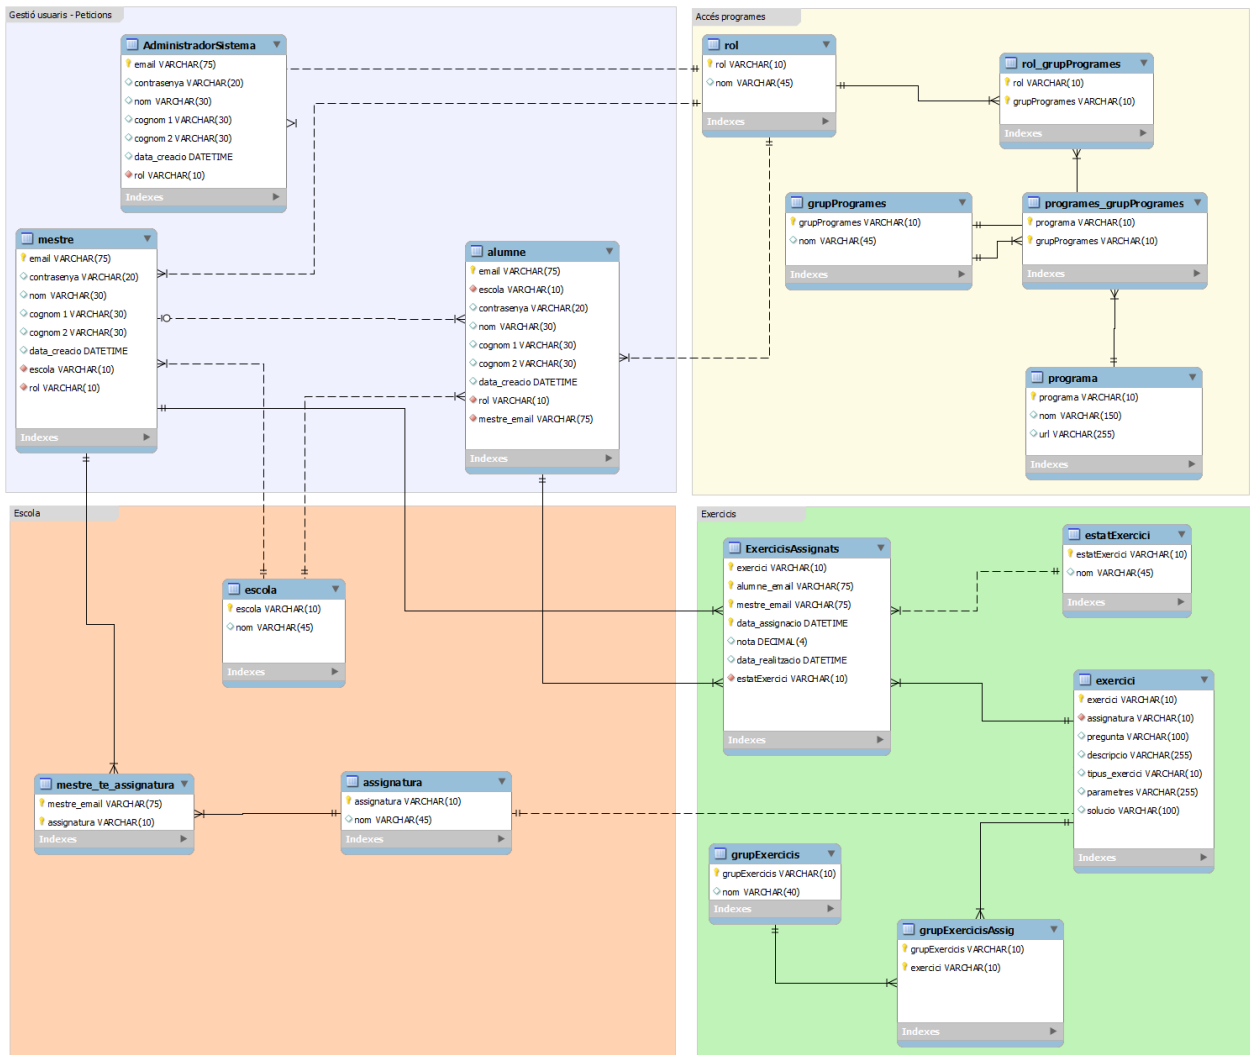 Gestió usuaris - Peticions
AdministradorSistema
email VARCHAR(75)
contrasenya VARCHAR(20)
nom VARCHAR(30)
cognom 1 VARCHAR(30)
cognom 2 VARCHAR(30)
data_creacio DATETIME
rol VARCHAR(10)
Indexes
mestre
email VARCHAR(75)
contrasenya VARCHAR(20)
nom VARCHAR(30)
cognom 1 VARCHAR(30)
cognom 2 VARCHAR(30)
data_creacio DATETIME
escola VARCHAR(10)
rol VARCHAR(10)
Indexes
alumne
email VARCHAR(75)
escola VARCHAR(10)
contrasenya VARCHAR(20)
nom VARCHAR(30)
cognom 1 VARCHAR(30)
cognom 2 VARCHAR(30)
data_creacio DATETIME
rol VARCHAR(10)
mestre_email VARCHAR(75)
Indexes
Accés programes
rol
rol VARCHAR(10)
nom VARCHAR(45)
Indexes
rol_grupProgrames
rol VARCHAR(10)
grupProgrames VARCHAR(10)
Indexes
grupProgrames
grupProgrames VARCHAR(10)
nom VARCHAR(45)
Indexes
programes_grupProgrames
programa VARCHAR(10)
grupProgrames VARCHAR(10)
Indexes
programa
programa VARCHAR(10)
nom VARCHAR(150)
url VARCHAR(255)
Indexes
Escola
escola
escola VARCHAR(10)
nom VARCHAR(45)
Indexes
mestre_te_assignatura
mestre_email VARCHAR(75)
assignatura VARCHAR(10)
Indexes
assignatura
assignatura VARCHAR(10)
nom VARCHAR(45)
Indexes
Exercicis
ExercicisAssignats
exercici VARCHAR(10)
alumne_email VARCHAR(75)
mestre_email VARCHAR(75)
data_assignacio DATETIME
nota DECIMAL(4)
data_realitzacio DATETIME
estatExercici VARCHAR(10)
Indexes
estatExercici
estatExercici VARCHAR(10)
nom VARCHAR(45)
Indexes
exercici
exercici VARCHAR(10)
assignatura VARCHAR(10)
pregunta VARCHAR(100)
descripcio VARCHAR(255)
tipus_exercici VARCHAR(10)
parametres VARCHAR(255)
solucio VARCHAR(100)
Indexes
grupExercicis
grupExercicis VARCHAR(10)
nom VARCHAR(40)
Indexes
grupExercicisAssig
grupExercicis VARCHAR(10)
exercici VARCHAR(10)
Indexes